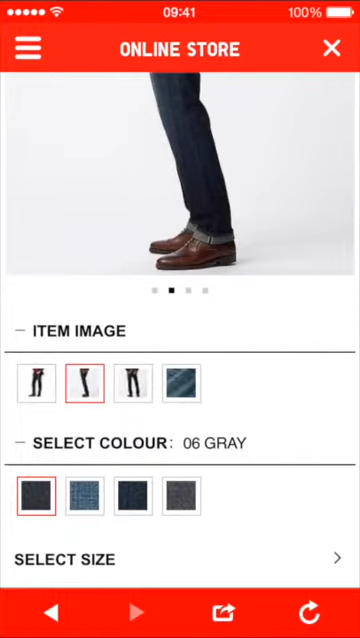 09:41
100%
ONLINE STORE
ITEM IMAGE
SELECT COLOUR: 06 GRAY
SELECT SIZE